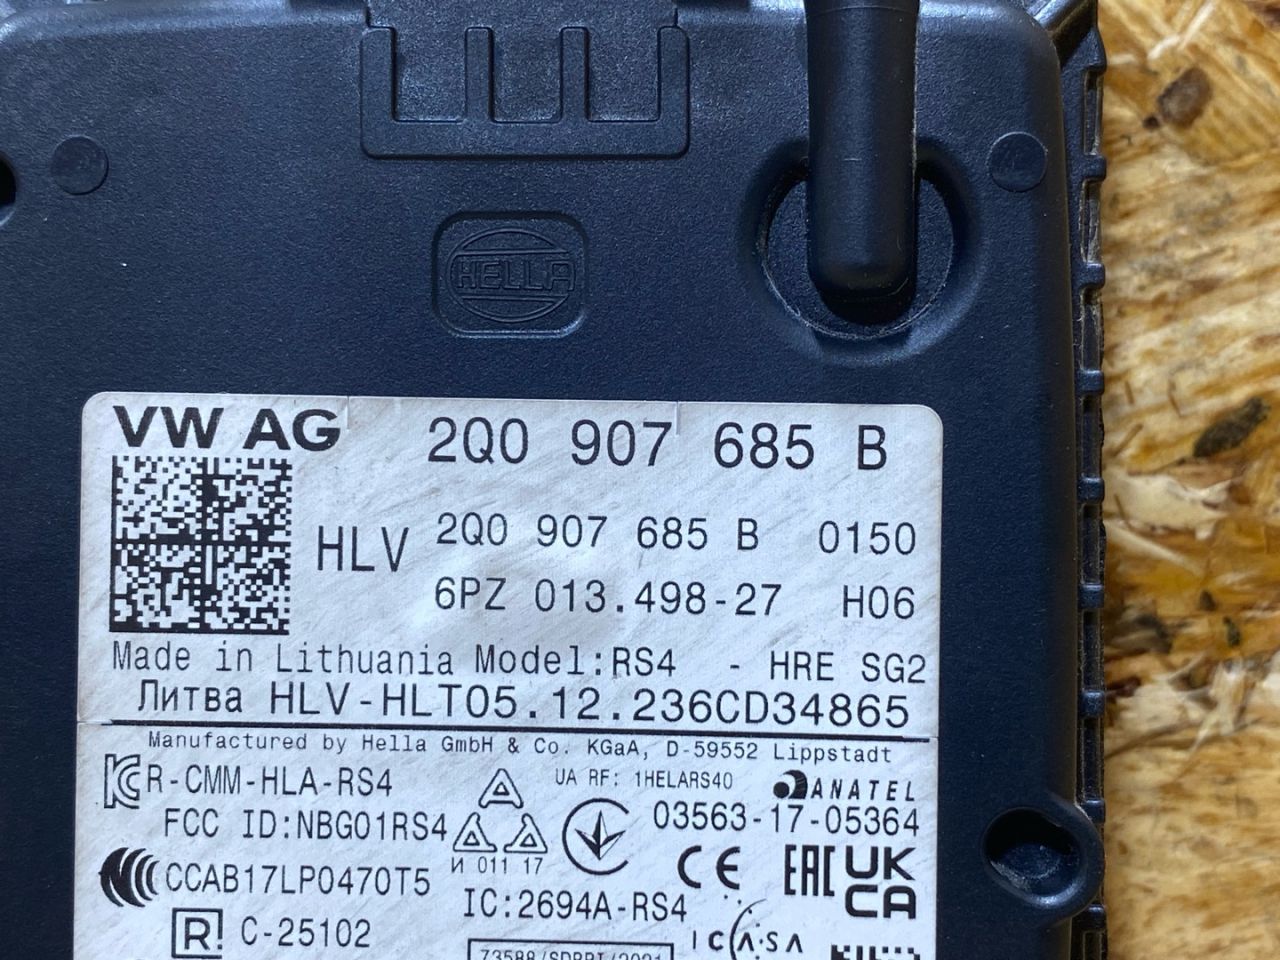 HELLA
VW AG 2Q0 907 685 B
HLV 2Q0 907 685 B 0150
6PZ 013.498-27 H06
Made in Lithuania Model:RS4 - HRE SG2
Литва HLV-HLT05.12.236CD34865
Manufactured by Hella GmbH & Co. KGaA, D-59552 Lippstadt
R-CMM-HLA-RS4 UA RF: 1HELARS40 ANATEL
FCC ID:NBG01RS4 03563-17-05364
И 011 17
CCAB17LP0470T5 CE EAC UK CA
IC:2694A-RS4
R! C-25102 ICASA
73588/SDPPI/2021